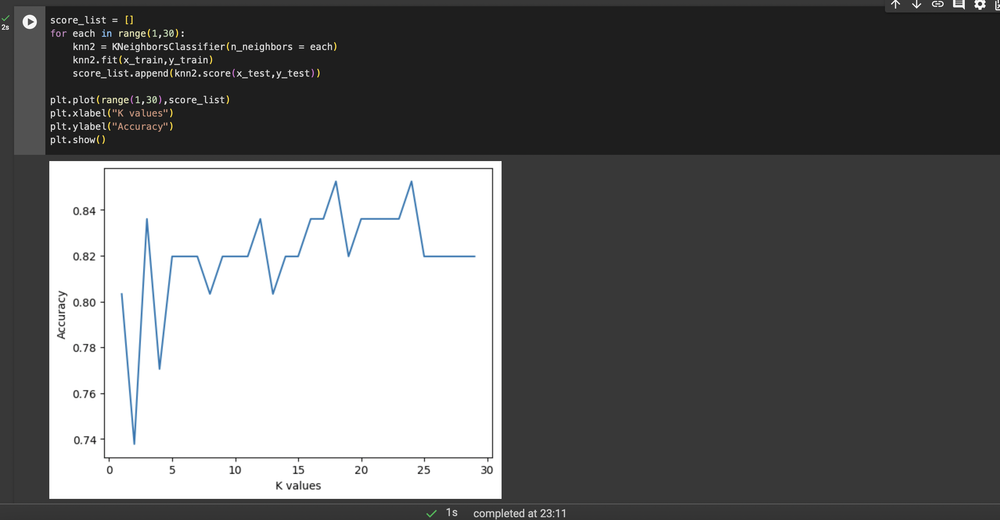 2s
score_list = []
for each in range(1,30):
    knn2 = KNeighborsClassifier(n_neighbors = each)
    knn2.fit(x_train,y_train)
    score_list.append(knn2.score(x_test,y_test))
plt.plot(range(1,30),score_list)
plt.xlabel("K values")
plt.ylabel("Accuracy")
plt.show()
Accuracy
0.84
0.82
0.80
0.78
0.76
0.74
0 5 10 15 20 25 30
K values
1s completed at 23:11